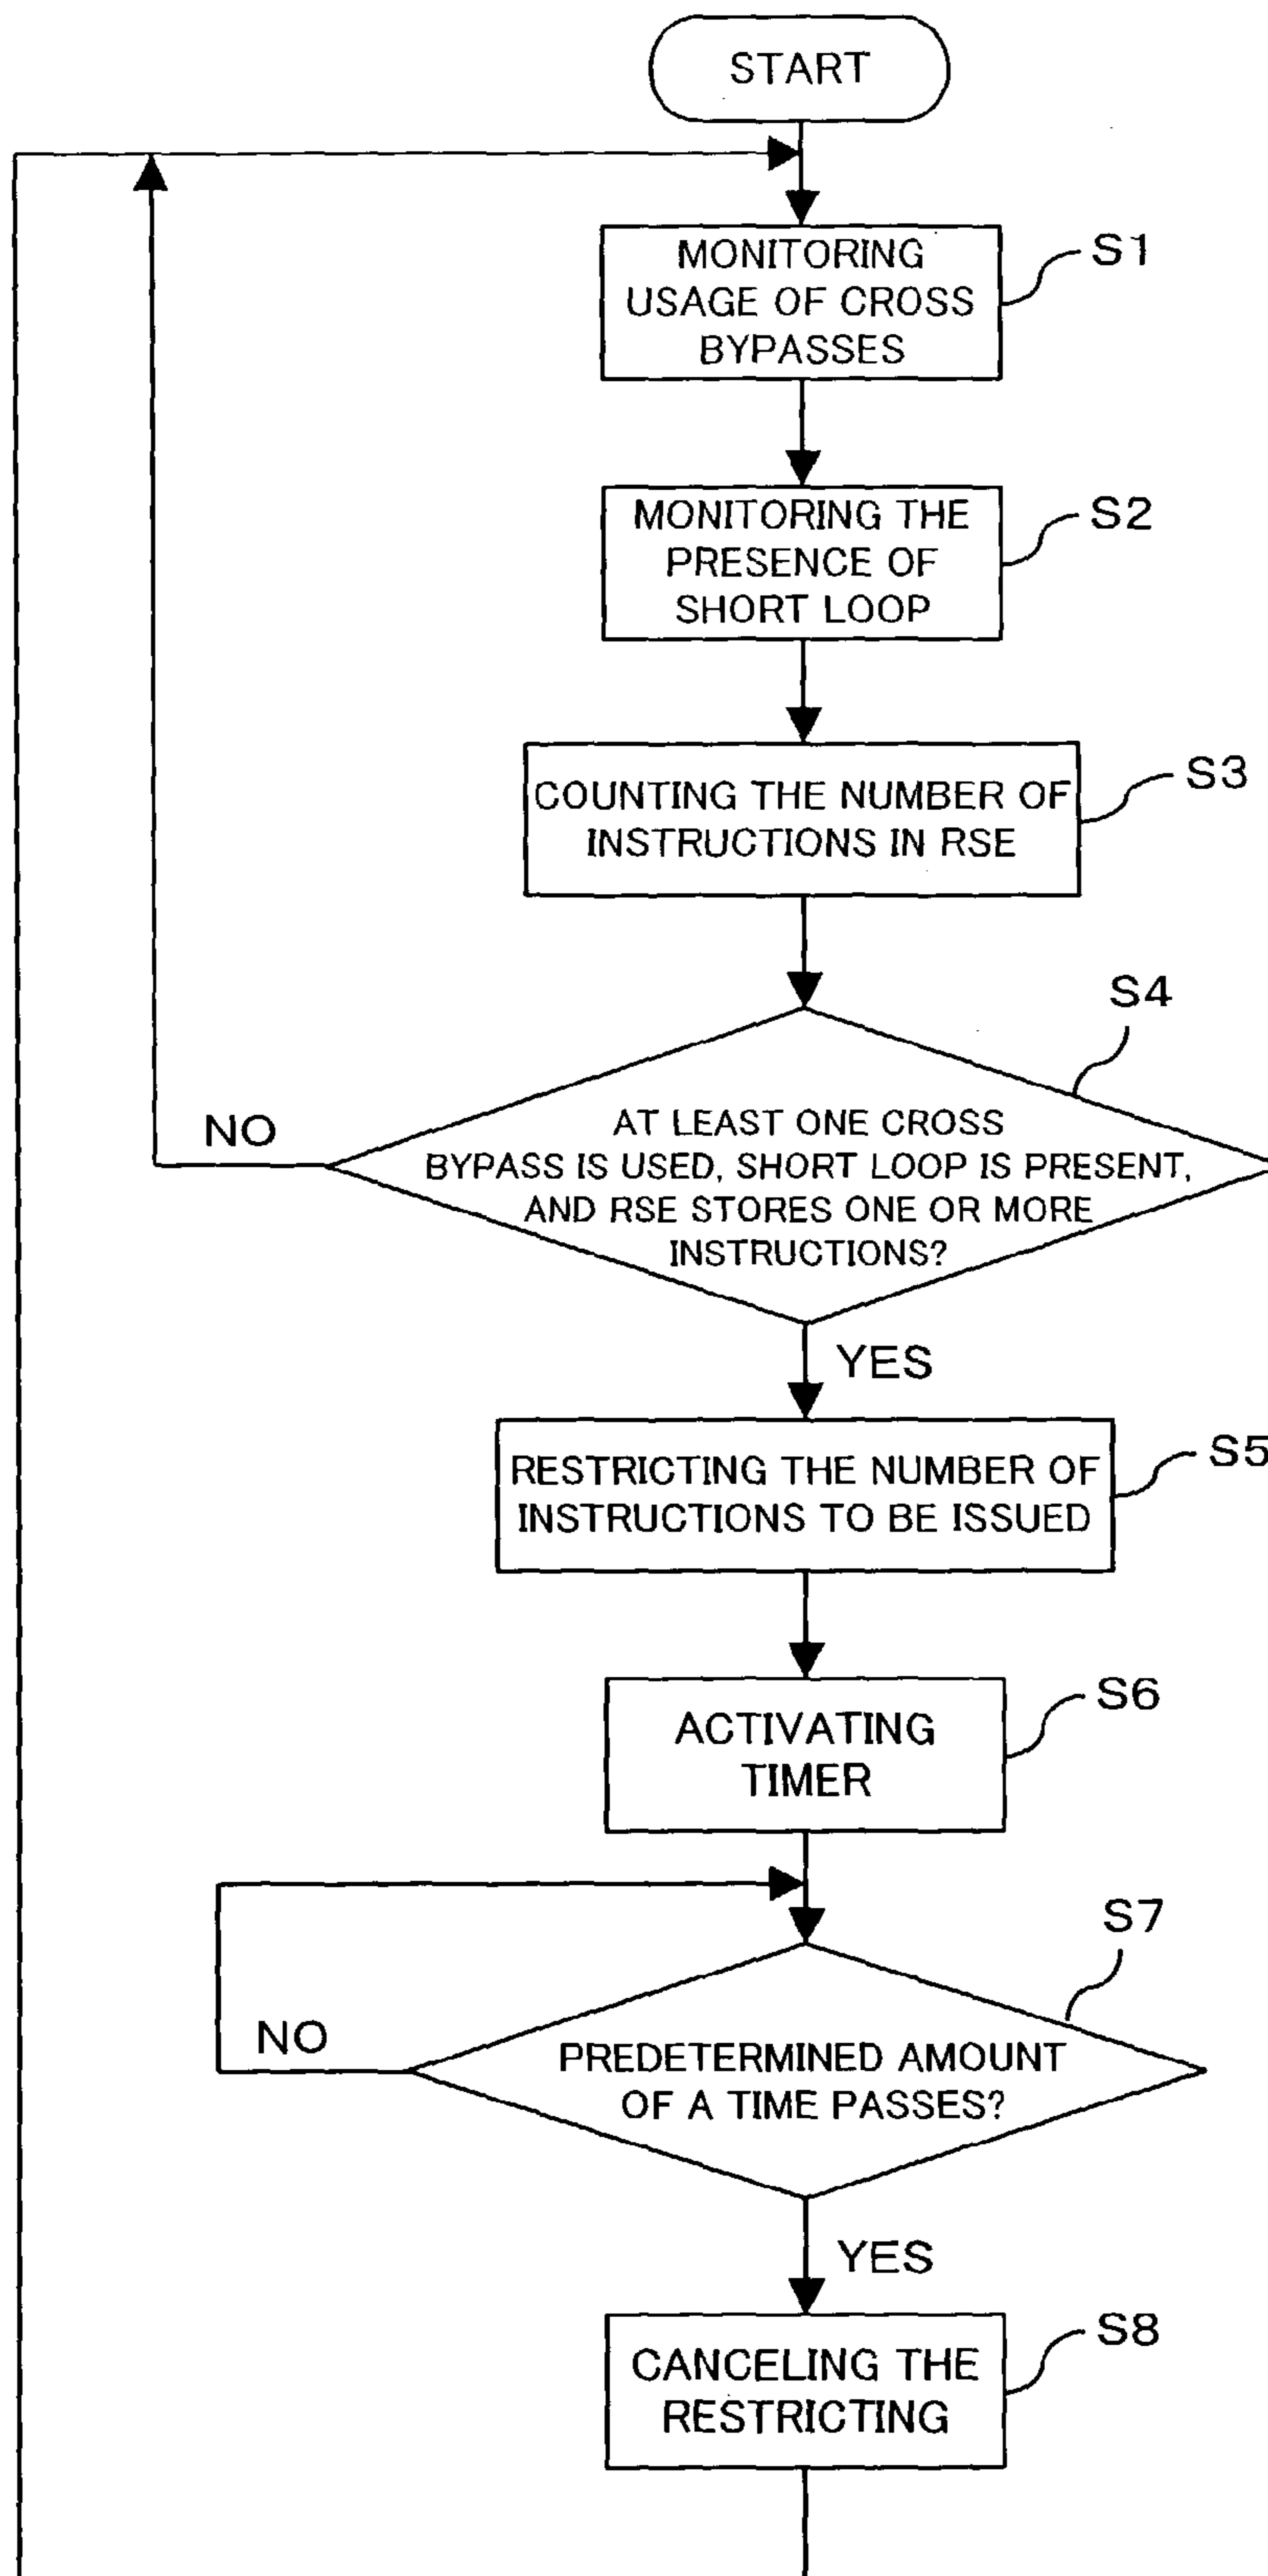 START
MONITORING
USAGE OF CROSS
BYPASSES
S1
MONITORING THE
PRESENCE OF
SHORT LOOP
S2
COUNTING THE NUMBER OF
INSTRUCTIONS IN RSE
S3
S4
AT LEAST ONE CROSS
BYPASS IS USED, SHORT LOOP IS PRESENT,
AND RSE STORES ONE OR MORE
INSTRUCTIONS?
NO
YES
RESTRICTING THE NUMBER OF
INSTRUCTIONS TO BE ISSUED
S5
ACTIVATING
TIMER
S6
S7
PREDETERMINED AMOUNT
OF A TIME PASSES?
NO
YES
CANCELING THE
RESTRICTING
S8